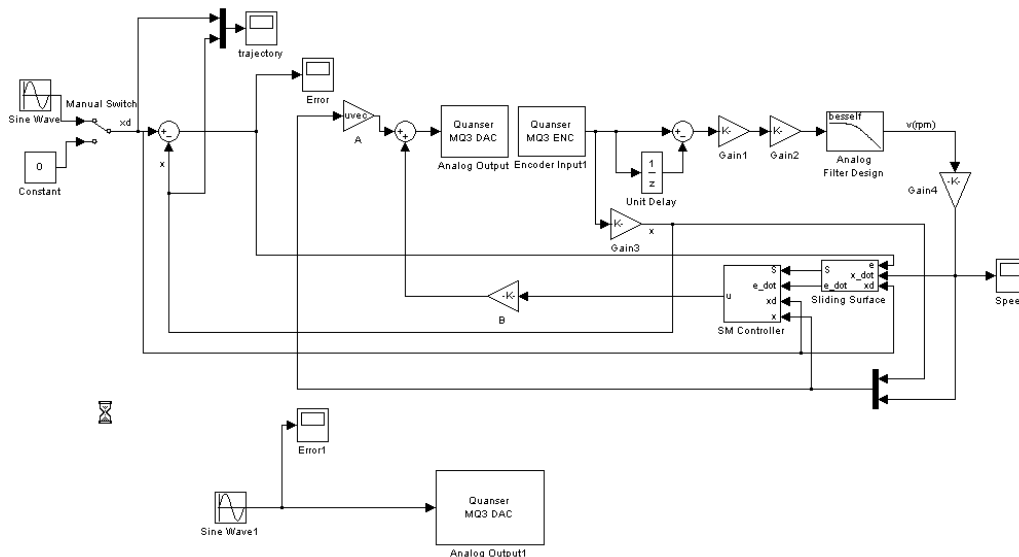 trajectory
Error
Sine Wave
Manual Switch
xd
0
Constant
x
uvec
A
Quanser
MQ3 DAC
Analog Output
Quanser
MQ3 ENC
Encoder Input1
1
z
Unit Delay
K-
Gain1
K-
Gain2
besself
Analog
Filter Design
v(rpm)
-K-
Gain4
K-
Gain3
x
-K-
B
S
e_dot
xd
x
u
SM Controller
e
S
x_dot
e_dot
xd
Sliding Surface
Spee
Error1
Sine Wave1
Quanser
MQ3 DAC
Analog Output1